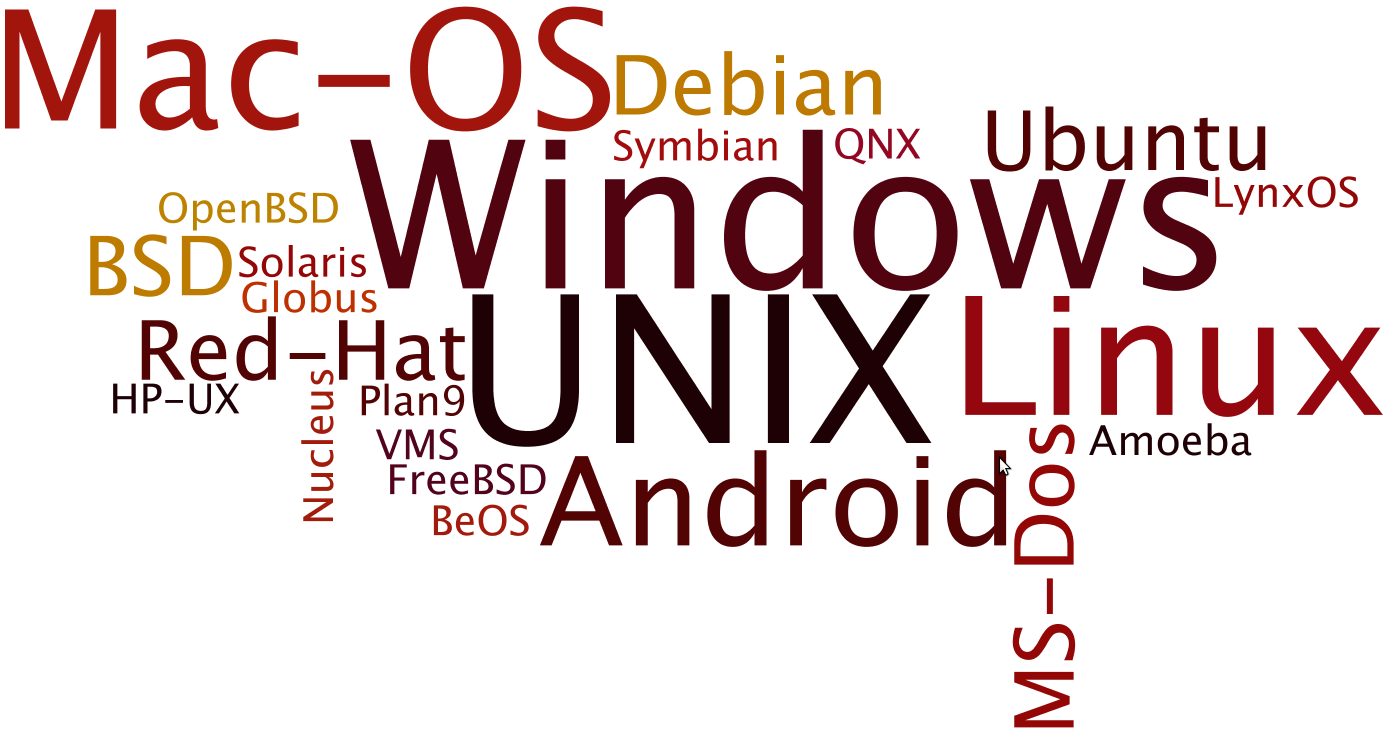 Mac-OS
Debian
Symbian
QNX
Ubuntu
Windows
LynxOS
OpenBSD
BSD
Solaris
Globus
UNIX
Linux
Red-Hat
HP-UX
Nucleus
Plan9
VMS
FreeBSD
BeOS
Android
MS-Dos
Amoeba